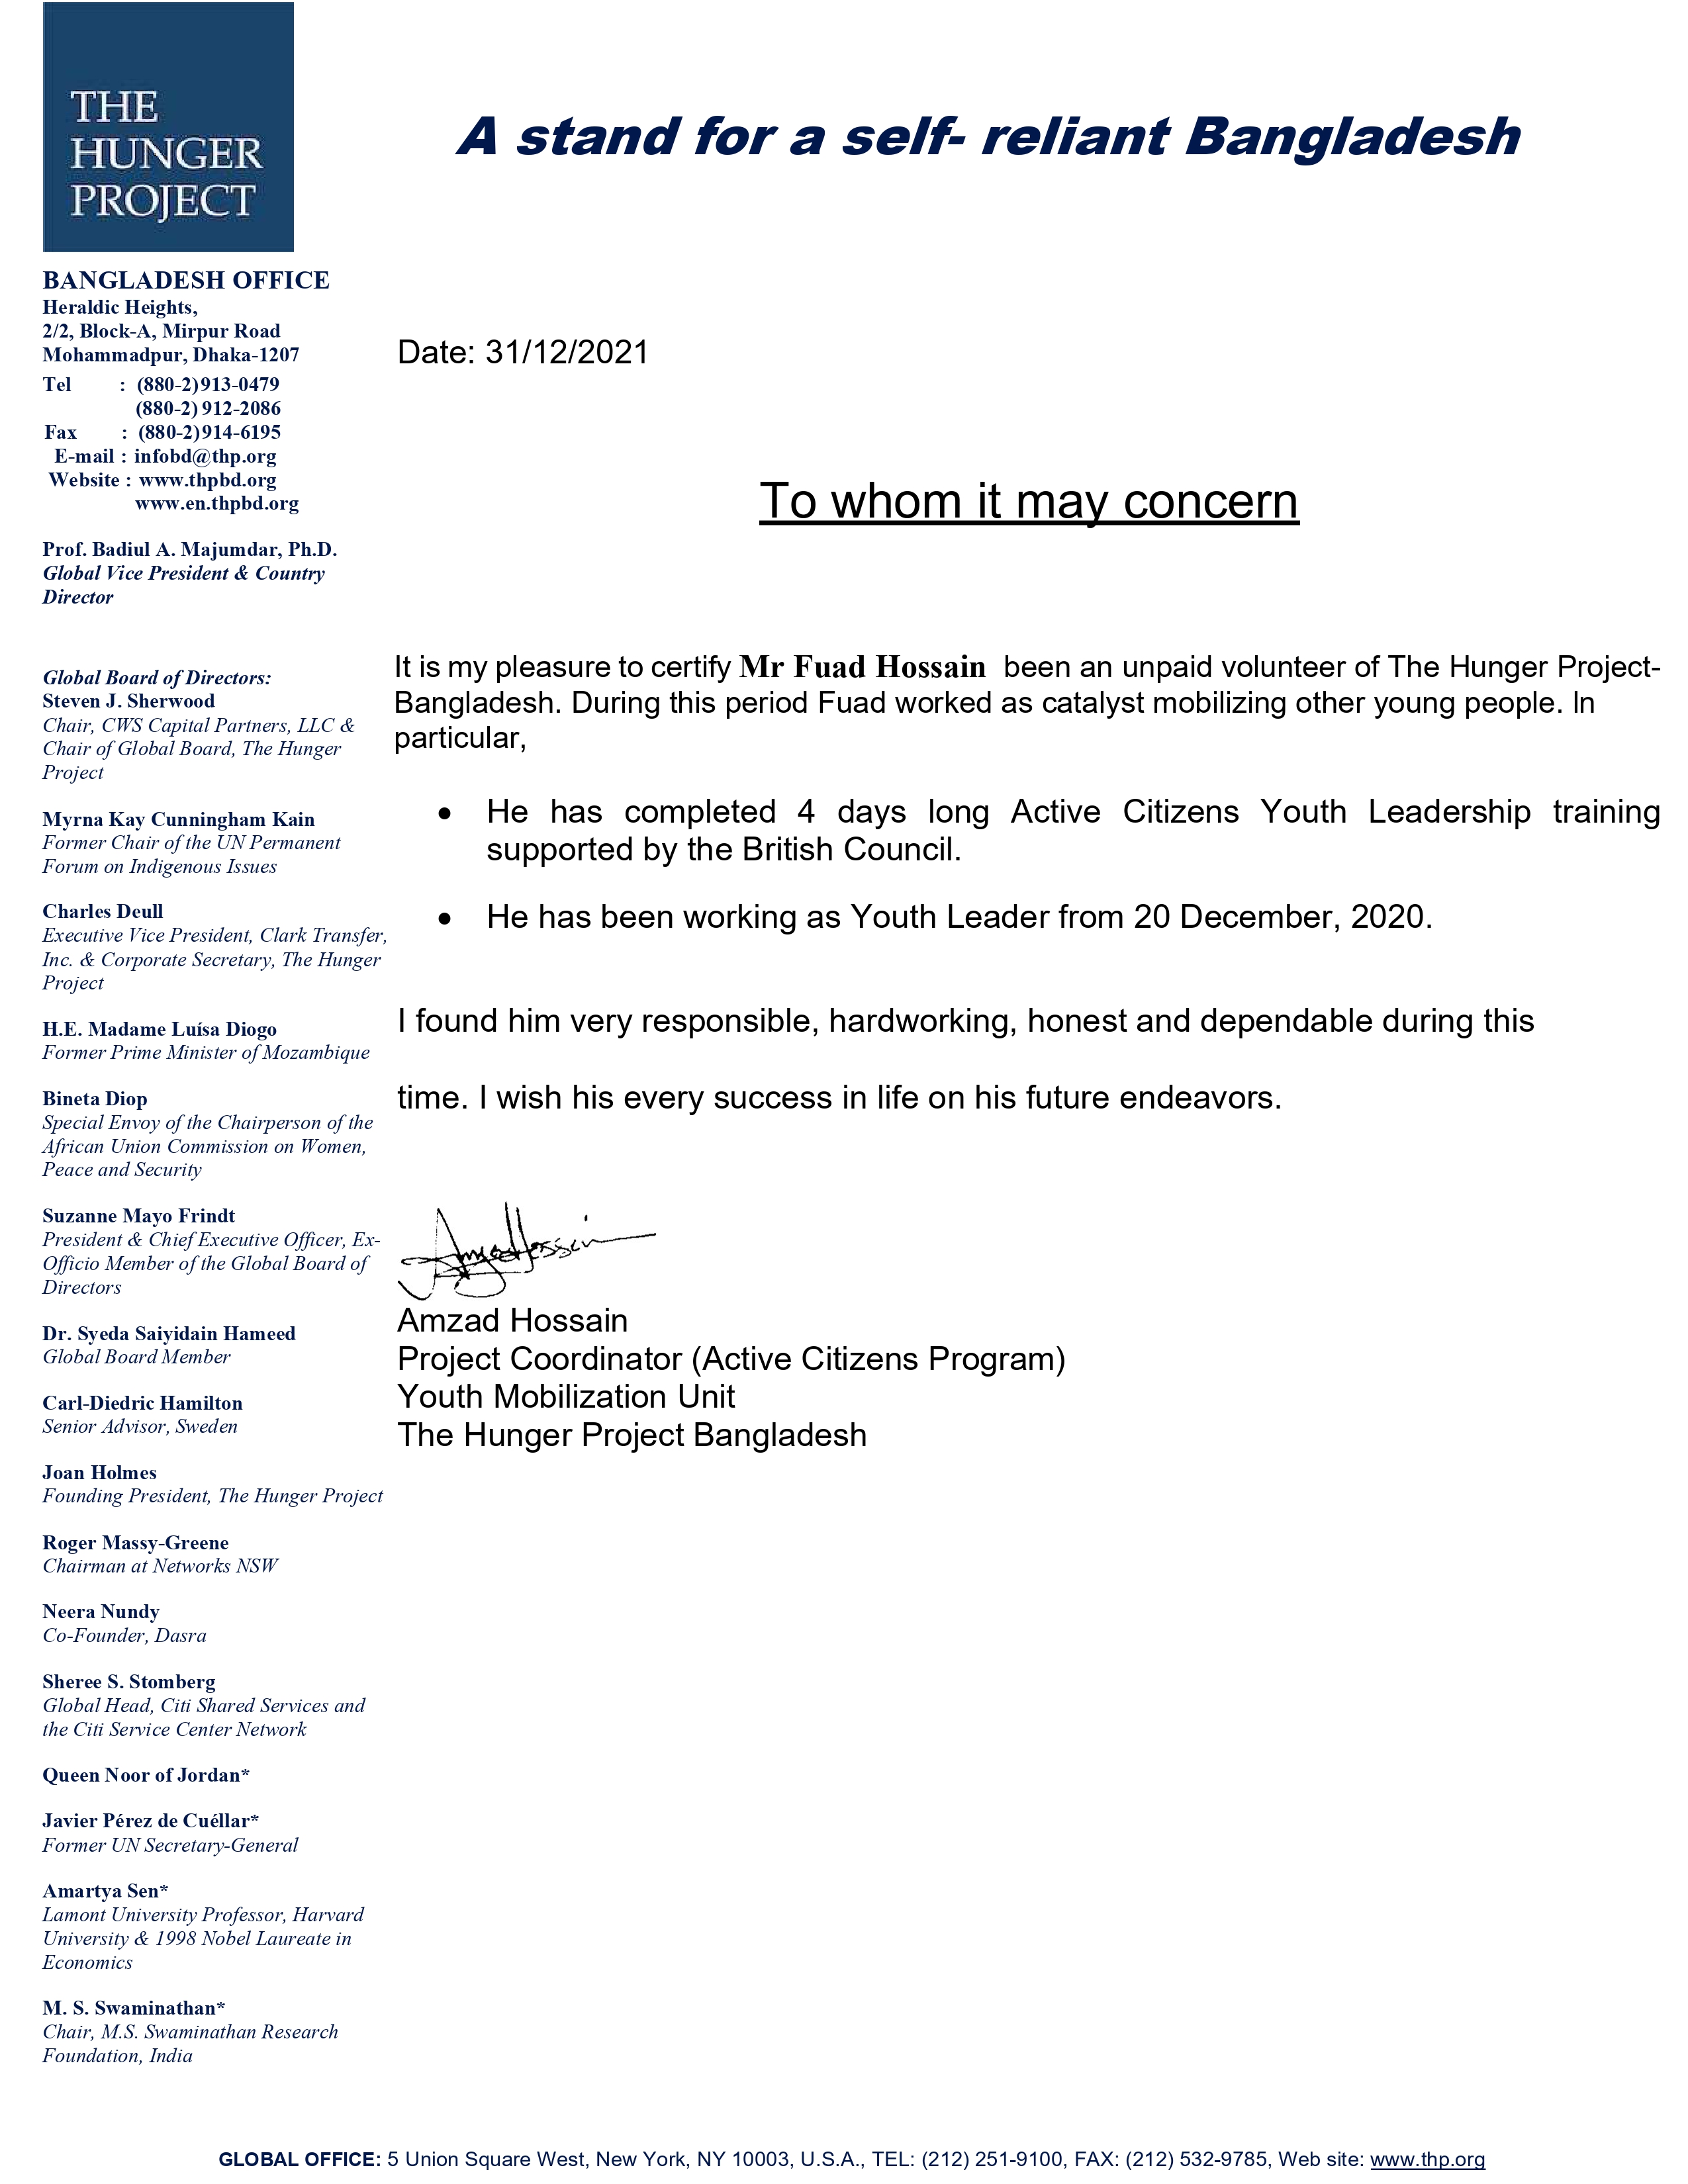 THE
HUNGER
PROJECT
A stand for a self- reliant Bangladesh
BANGLADESH OFFICE
Heraldic Heights,
2/2, Block-A, Mirpur Road
Mohammadpur, Dhaka-1207
Tel : (880-2)913-0479
(880-2) 912-2086
Fax : (880-2)914-6195
E-mail : infobd@thp.org
Website : www.thpbd.org
www.en.thpbd.org
Prof. Badiul A. Majumdar, Ph.D.
Global Vice President & Country
Director
Global Board of Directors:
Steven J. Sherwood
Chair, CWS Capital Partners, LLC &
Chair of Global Board, The Hunger
Project
Myrna Kay Cunningham Kain
Former Chair of the UN Permanent
Forum on Indigenous Issues
Charles Deull
Executive Vice President, Clark Transfer,
Inc. & Corporate Secretary, The Hunger
Project
H.E. Madame Luísa Diogo
Former Prime Minister of Mozambique
Bineta Diop
Special Envoy of the Chairperson of the
African Union Commission on Women,
Peace and Security
Suzanne Mayo Frindt
President & Chief Executive Officer, Ex-
Officio Member of the Global Board of
Directors
Dr. Syeda Saiyidain Hameed
Global Board Member
Carl-Diedric Hamilton
Senior Advisor, Sweden
Joan Holmes
Founding President, The Hunger Project
Roger Massy-Greene
Chairman at Networks NSW
Neera Nundy
Co-Founder, Dasra
Sheree S. Stomberg
Global Head, Citi Shared Services and
the Citi Service Center Network
Queen Noor of Jordan*
Javier Pérez de Cuéllar*
Former UN Secretary-General
Amartya Sen*
Lamont University Professor, Harvard
University & 1998 Nobel Laureate in
Economics
M. S. Swaminathan*
Chair, M.S. Swaminathan Research
Foundation, India
Date: 31/12/2021
To whom it may concern
It is my pleasure to certify Mr Fuad Hossain been an unpaid volunteer of The Hunger Project-
Bangladesh. During this period Fuad worked as catalyst mobilizing other young people. In
particular,
• He has completed 4 days long Active Citizens Youth Leadership training
supported by the British Council.
• He has been working as Youth Leader from 20 December, 2020.
I found him very responsible, hardworking, honest and dependable during this
time. I wish his every success in life on his future endeavors.
AmzadHossain
Amzad Hossain
Project Coordinator (Active Citizens Program)
Youth Mobilization Unit
The Hunger Project Bangladesh
GLOBAL OFFICE: 5 Union Square West, New York, NY 10003, U.S.A., TEL: (212) 251-9100, FAX: (212) 532-9785, Web site: www.thp.org